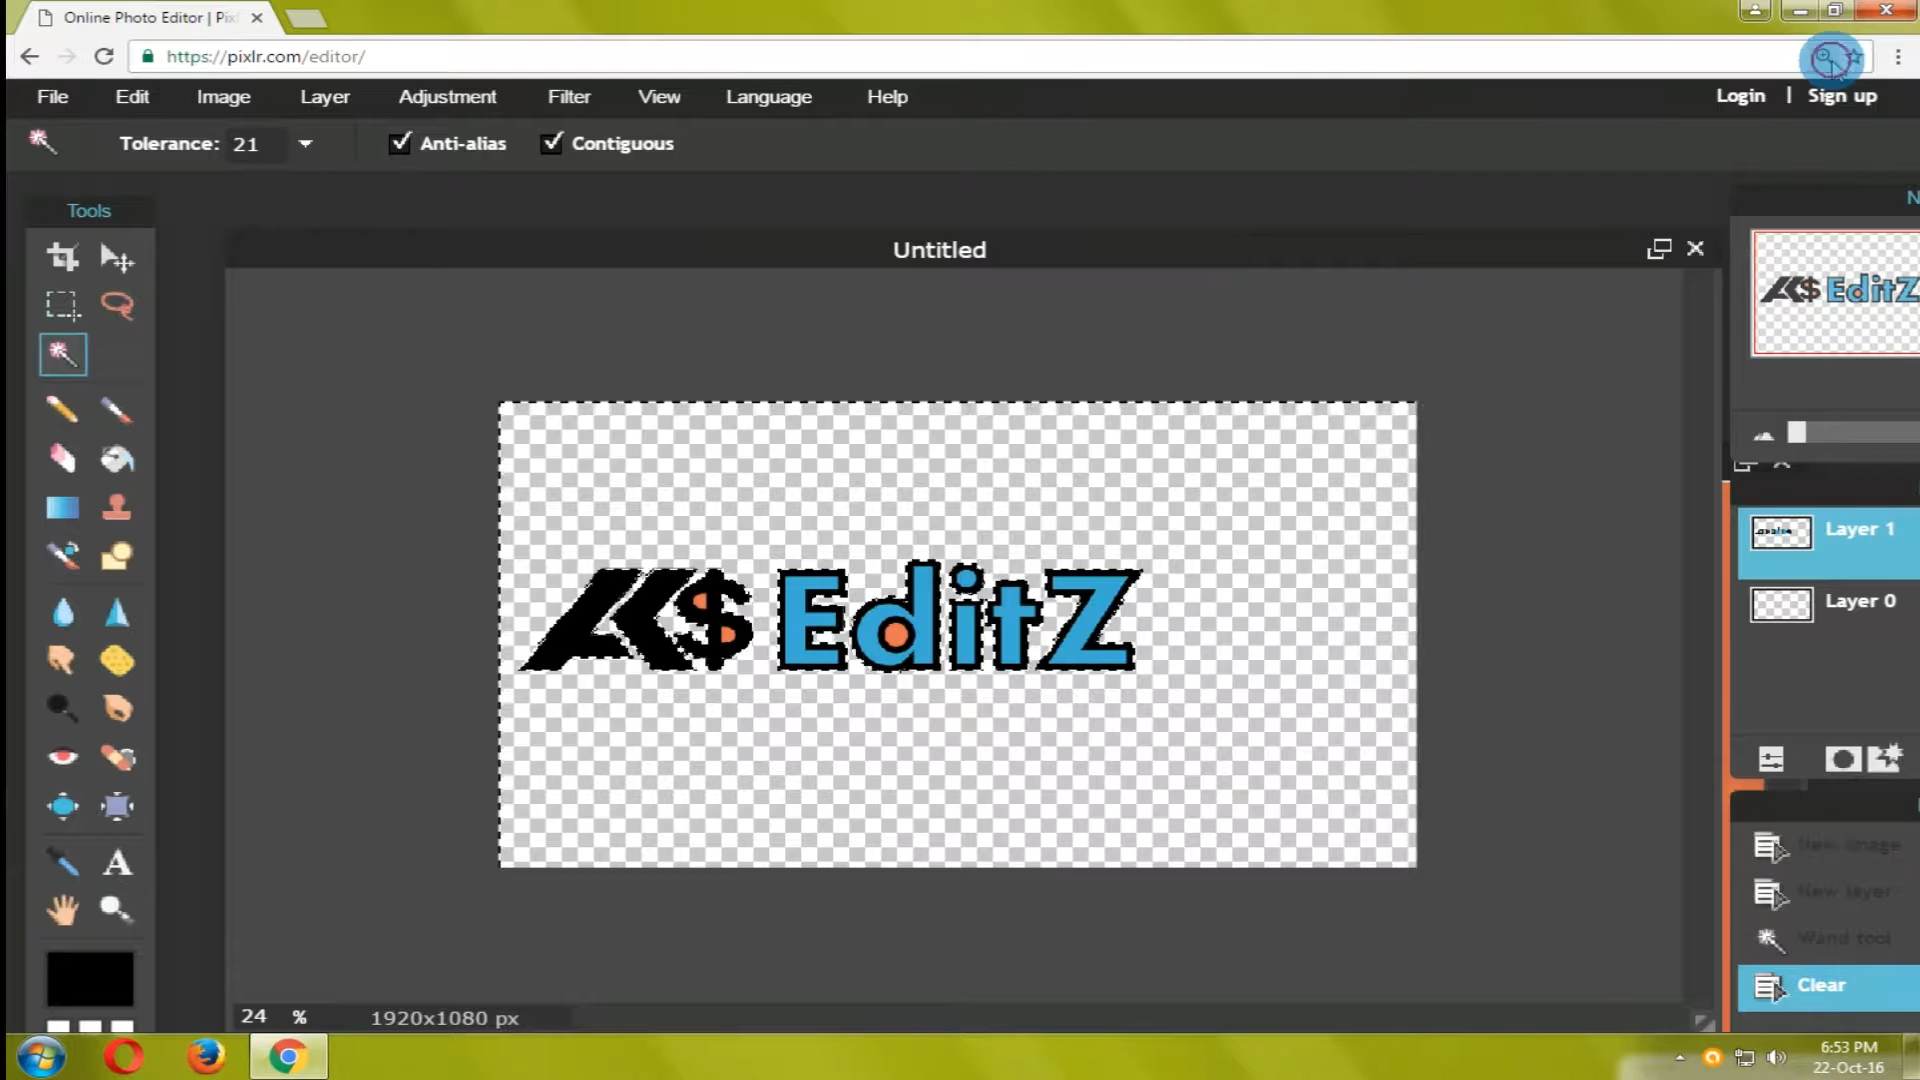 Online Photo Editor | Pix
https://pixlr.com/editor/
File Edit Image Layer Adjustment Filter View Language Help
Login | Sign up
Tolerance: 21 Anti-alias Contiguous
Tools
N
Untitled
AK$ EditZ
AK$ EditZ
Layer 1
Layer 0
New image
New layer
Wand tool
Clear
24 % 1920x1080 px
6:53 PM
22-Oct-16